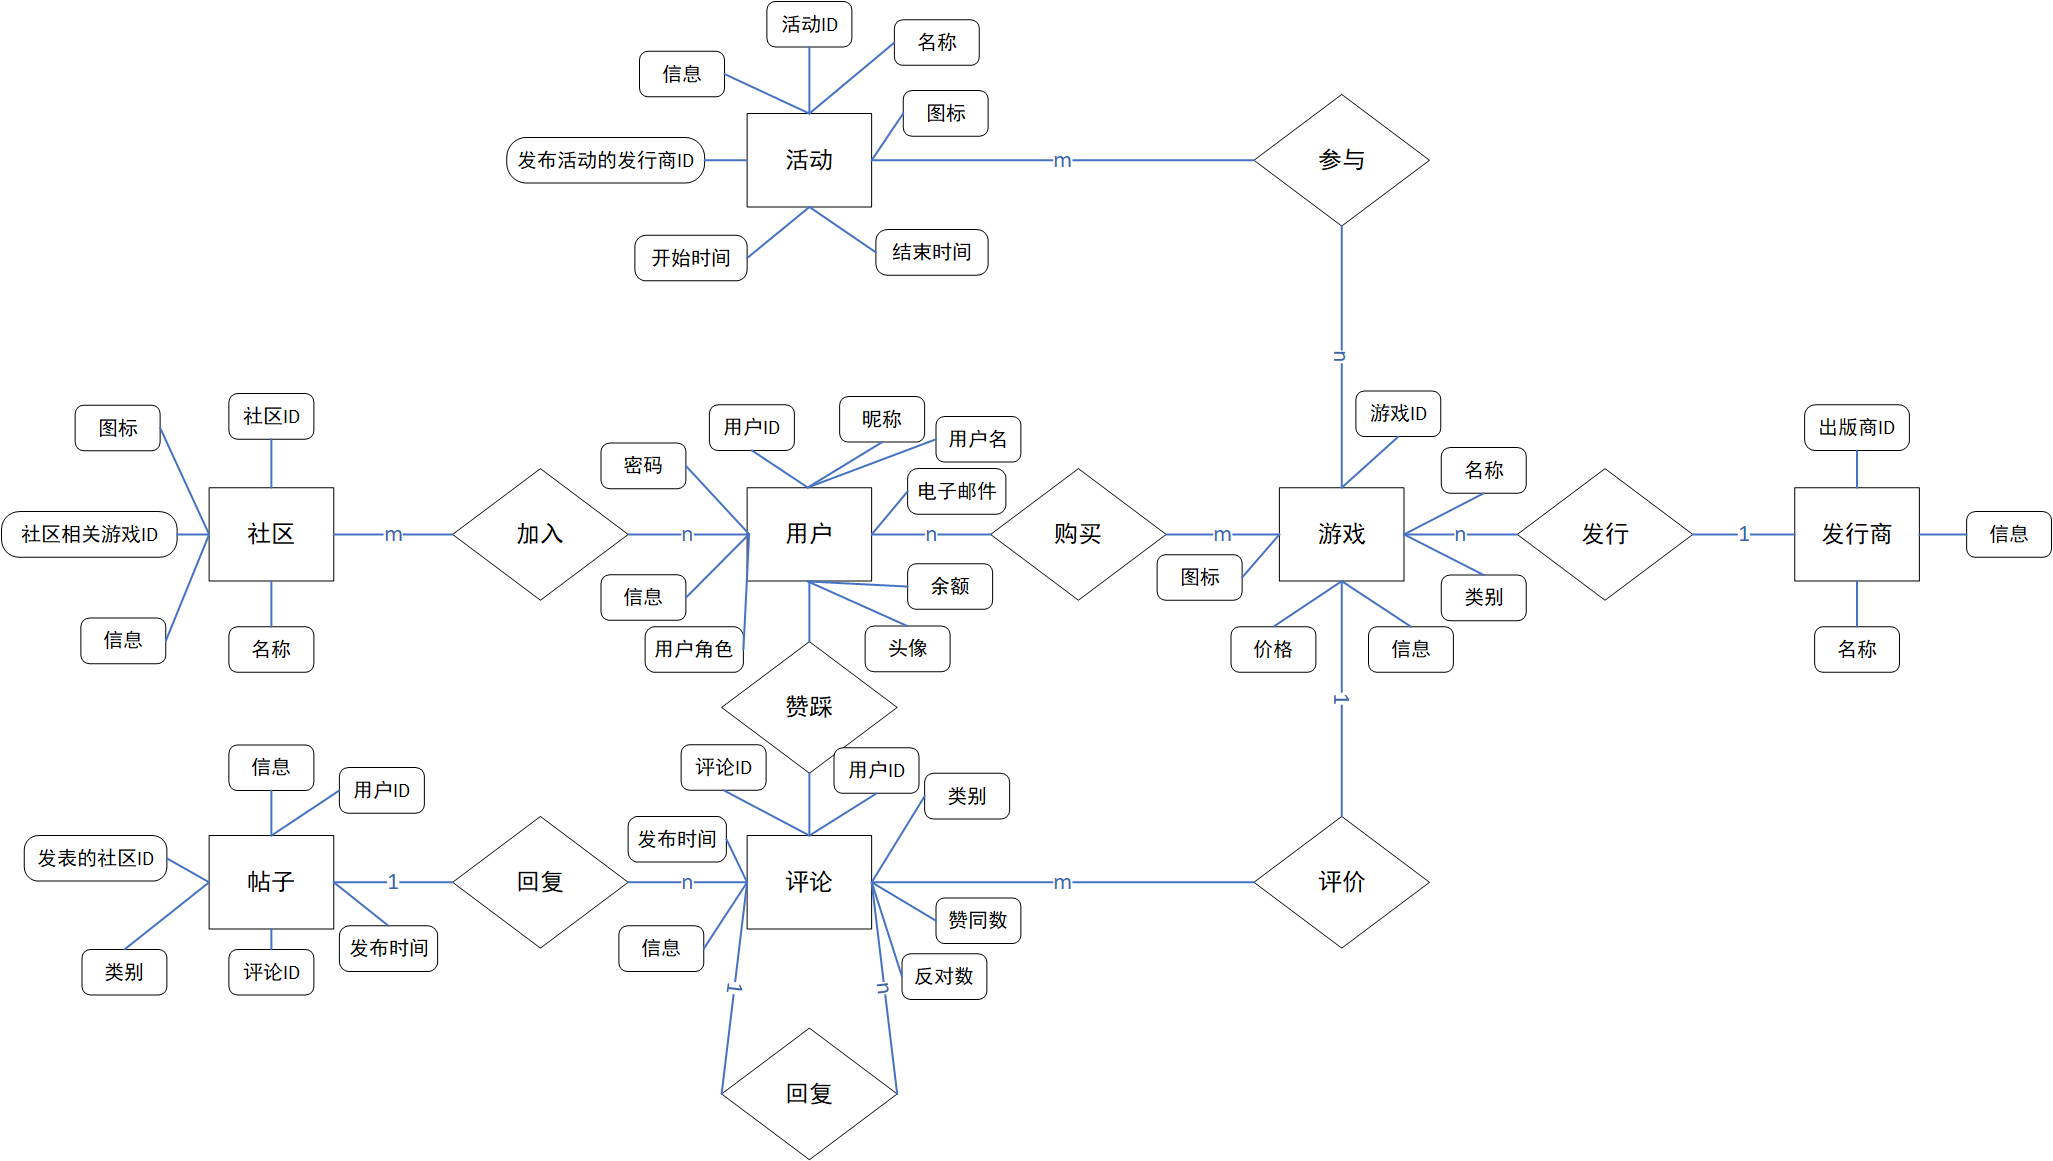 活动ID
名称
信息
图标
发布活动的发行商ID
活动
m
参与
开始时间
结束时间
n
社区ID
图标
用户ID
昵称
用户名
密码
电子邮件
游戏ID
名称
出版商ID
社区相关游戏ID
社区
m
加入
n
用户
n
购买
m
游戏
n
发行
1
发行商
信息
信息
名称
信息
用户角色
余额
头像
图标
价格
信息
类别
名称
赞踩
1
信息
用户ID
评论ID
用户ID
类别
发布时间
发表的社区ID
帖子
1
回复
n
评论
m
评价
类别
评论ID
发布时间
信息
赞同数
反对数
1
n
回复